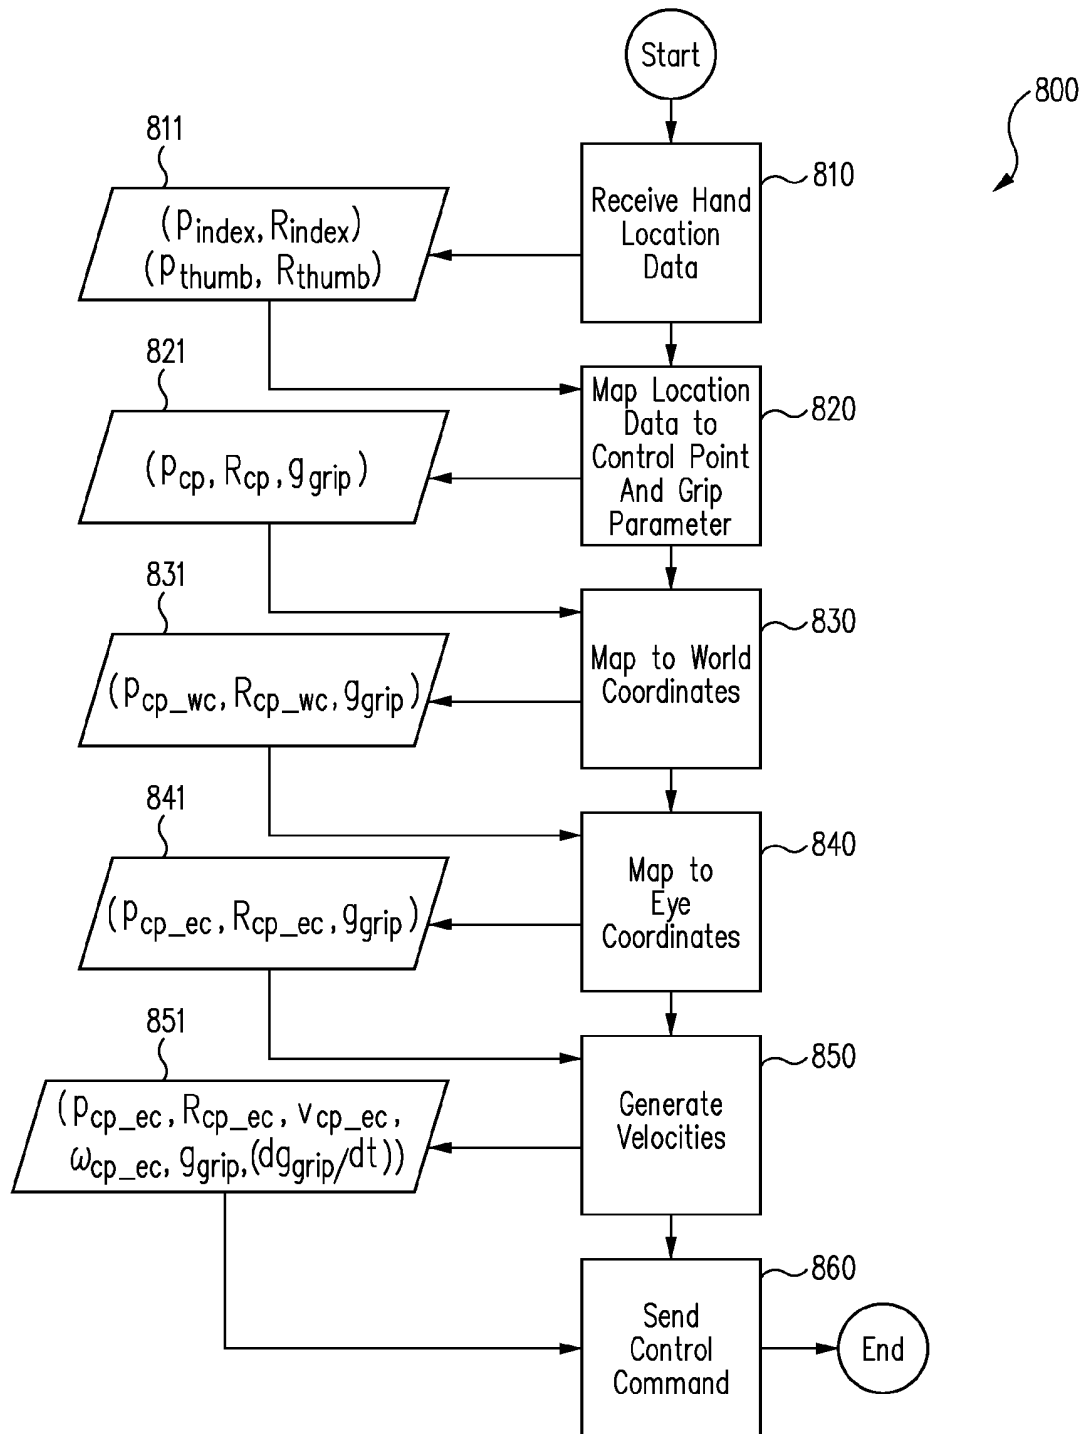 Start
800
811
810
Receive Hand
Location
Data
(pindex, Rindex)
(pthumb, Rthumb)
821
820
Map Location
Data to
Control Point
And Grip
Parameter
(pcp, Rcp, ggrip)
831
830
Map to World
Coordinates
(pcp_wc, Rcp_wc, ggrip)
841
840
Map to
Eye
Coordinates
(pcp_ec, Rcp_ec, ggrip)
851
850
Generate
Velocities
(pcp_ec, Rcp_ec, vcp_ec,
ωcp_ec, ggrip, (dggrip/dt))
860
Send
Control
Command
End